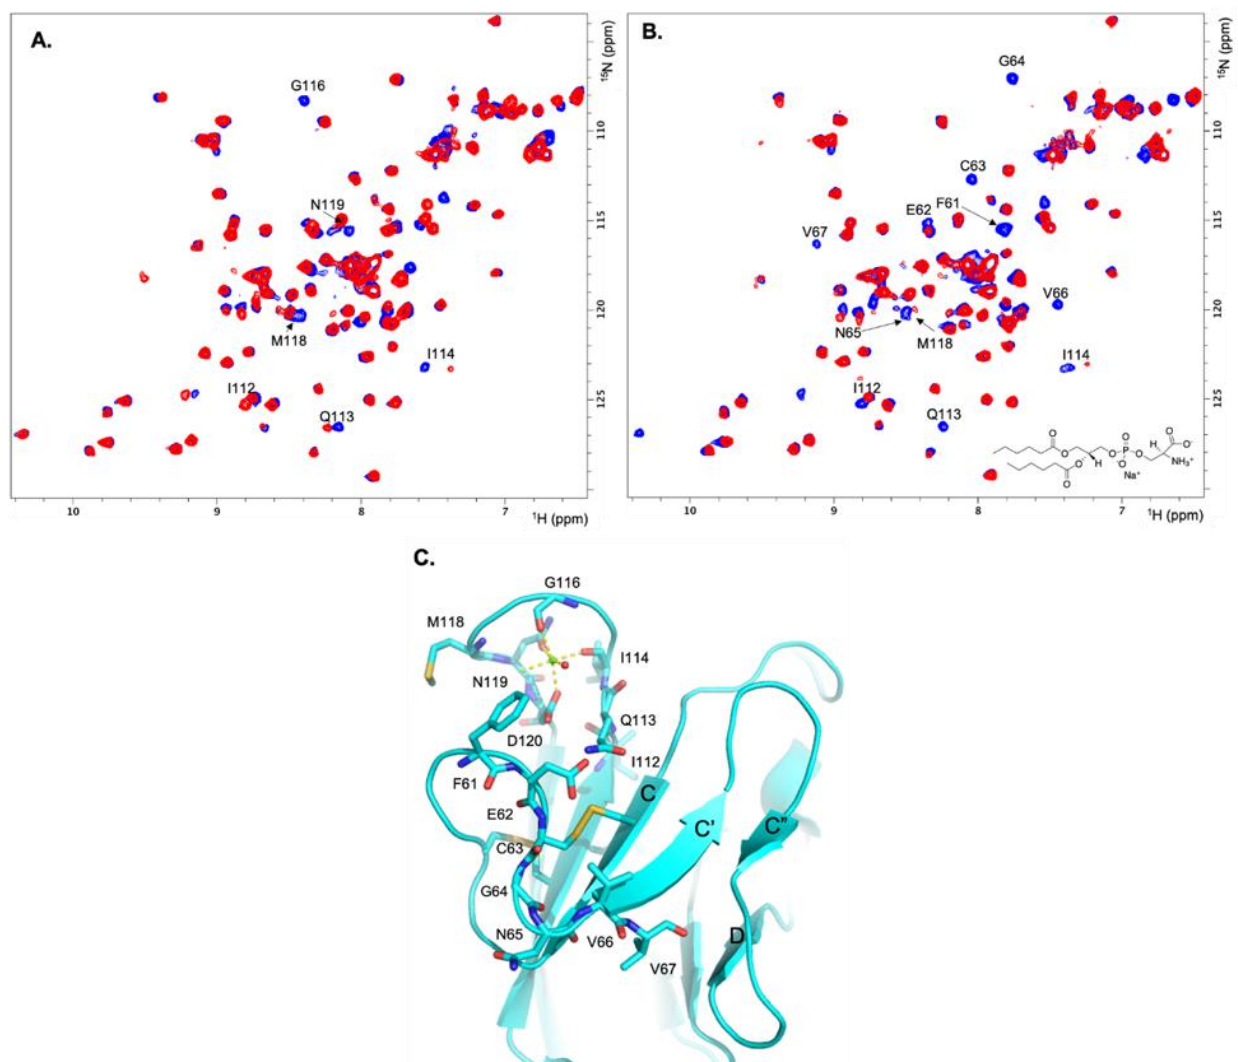 A.
G116
N119
M118
I114
I112
Q113
110
115
120
125
¹⁵N (ppm)
10
9
8
7
¹H (ppm)
B.
G64
C63
E62
F61
V67
V66
N65
M118
I114
I112
Q113
O
O
O
O
O
P
O
O⁻
O
H
Na⁺
H
O
O⁻
NH₃⁺
110
115
120
125
¹⁵N (ppm)
10
9
8
7
¹H (ppm)
C.
G116
M118
I114
N119
Q113
D120
I112
F61
C
E62
C'
C''
C63
G64
N65
V66
D
V67